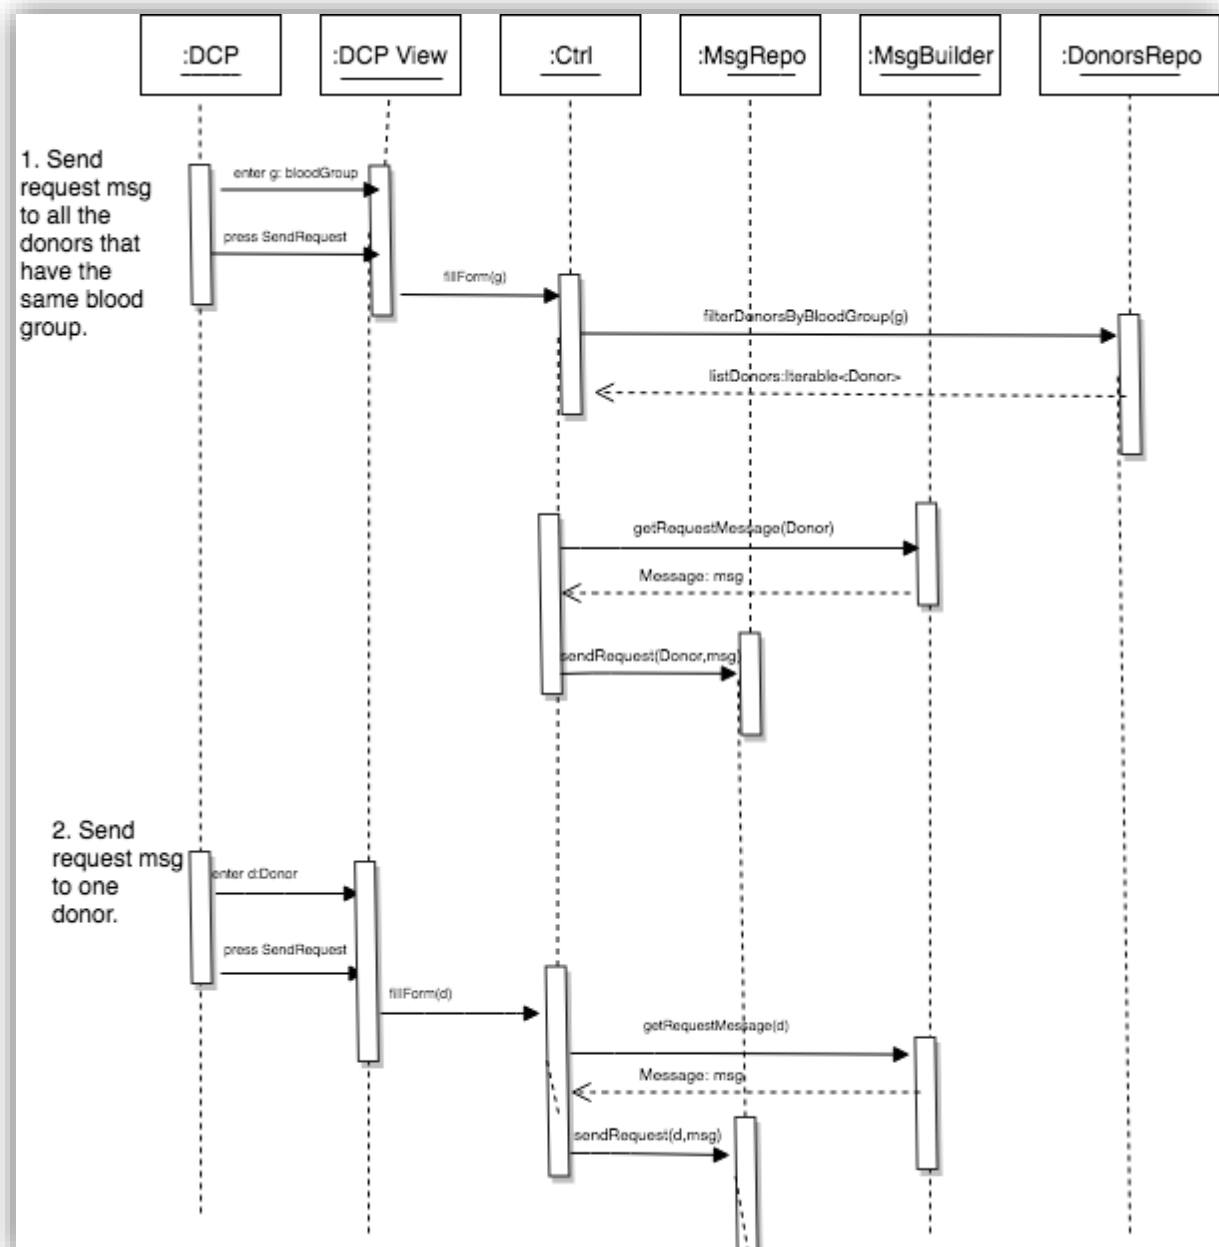 :DCP
:DCP View
:Ctrl
:MsgRepo
:MsgBuilder
:DonorsRepo
1. Send
request msg
to all the
donors that
have the
same blood
group.
enter g: bloodGroup
press SendRequest
fillForm(g)
filterDonorsByBloodGroup(g)
listDonors:Iterable<Donor>
getRequestMessage(Donor)
Message: msg
sendRequest(Donor,msg)
2. Send
request msg
to one
donor.
enter d:Donor
press SendRequest
fillForm(d)
getRequestMessage(d)
Message: msg
sendRequest(d,msg)